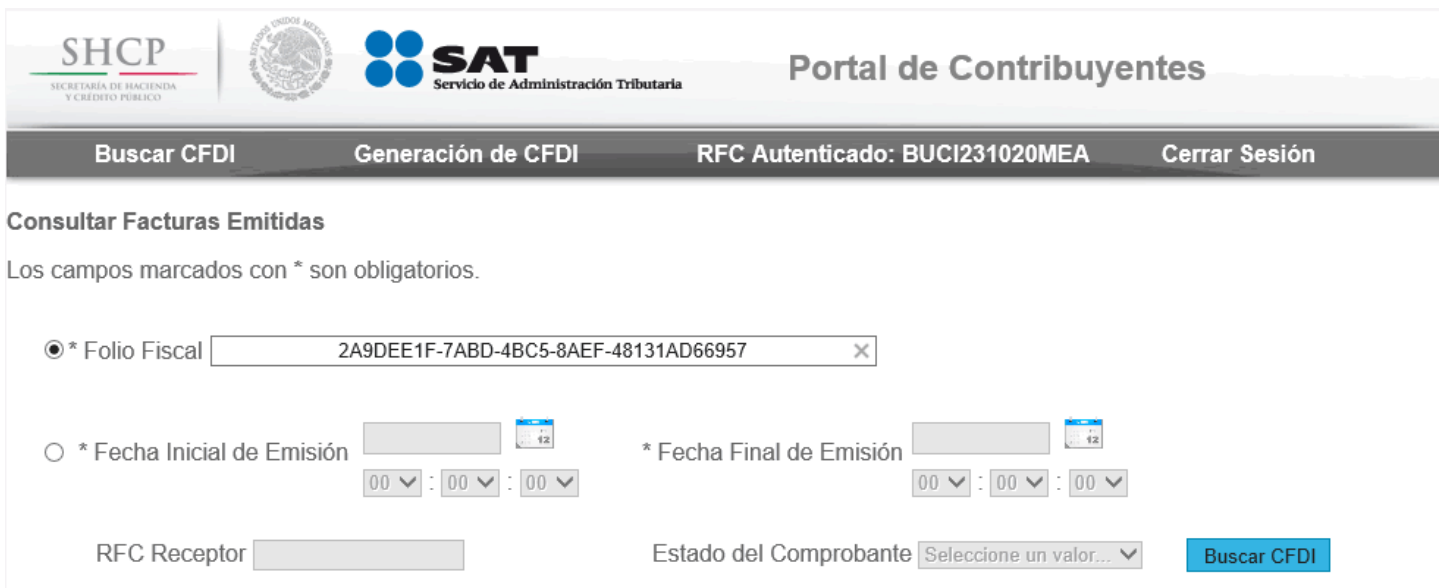 SHCP
SECRETARÍA DE HACIENDA
Y CRÉDITO PÚBLICO
ESTADOS UNIDOS MEXICANOS
SAT
Servicio de Administración Tributaria
Portal de Contribuyentes
Buscar CFDI Generación de CFDI RFC Autenticado: BUCI231020MEA Cerrar Sesión
Consultar Facturas Emitidas
Los campos marcados con * son obligatorios.
* Folio Fiscal 2A9DEE1F-7ABD-4BC5-8AEF-48131AD66957 ×
* Fecha Inicial de Emisión 12 * Fecha Final de Emisión 12
00 : 00 : 00 00 : 00 : 00
RFC Receptor Estado del Comprobante Seleccione un valor... Buscar CFDI